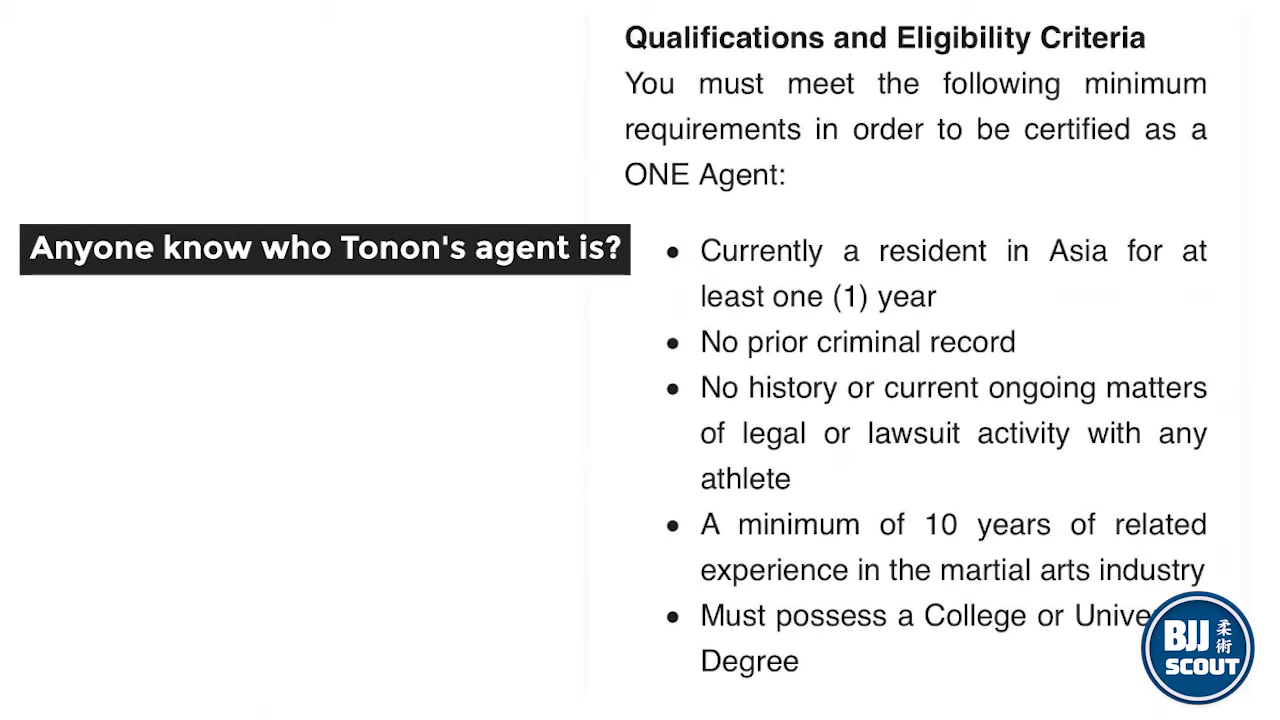 Qualifications and Eligibility Criteria
You must meet the following minimum
requirements in order to be certified as a
ONE Agent:
Anyone know who Tonon's agent is?
• Currently a resident in Asia for at
least one (1) year
• No prior criminal record
• No history or current ongoing matters
of legal or lawsuit activity with any
athlete
• A minimum of 10 years of related
experience in the martial arts industry
• Must possess a College or
Degree
BJJ 柔術
SCOUT